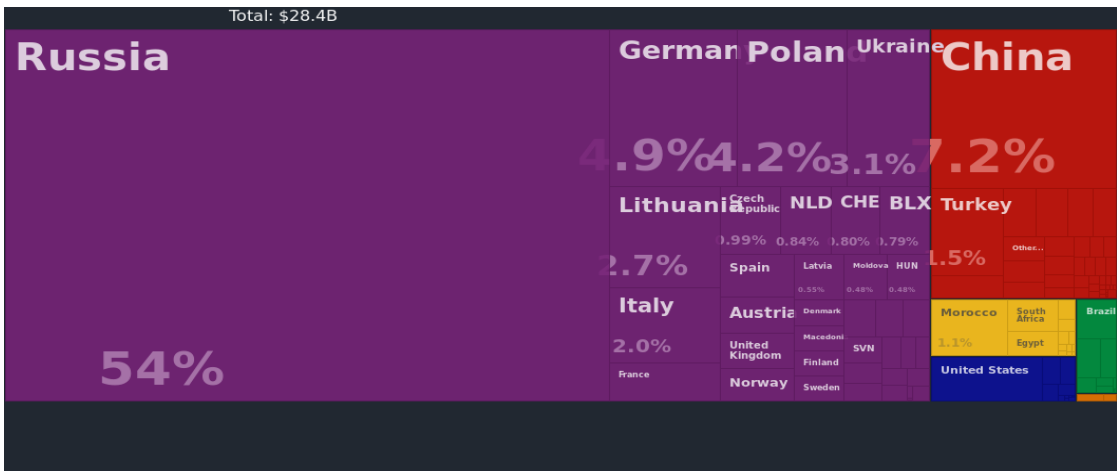 Total: $28.4B
Russia
54%
Germany
4.9%
Poland
4.2%
Ukraine
3.1%
China
7.2%
Lithuania
2.7%
Czech
Republic
0.99%
NLD
0.84%
CHE
0.80%
BLX
0.79%
Turkey
1.5%
Other...
Spain
Latvia
0.55%
Moldova
0.48%
HUN
0.48%
Italy
2.0%
Austria
Denmark
Macedoni
United
Kingdom
SVN
Finland
France
Norway
Sweden
Morocco
1.1%
South
Africa
Egypt
Brazil
United States